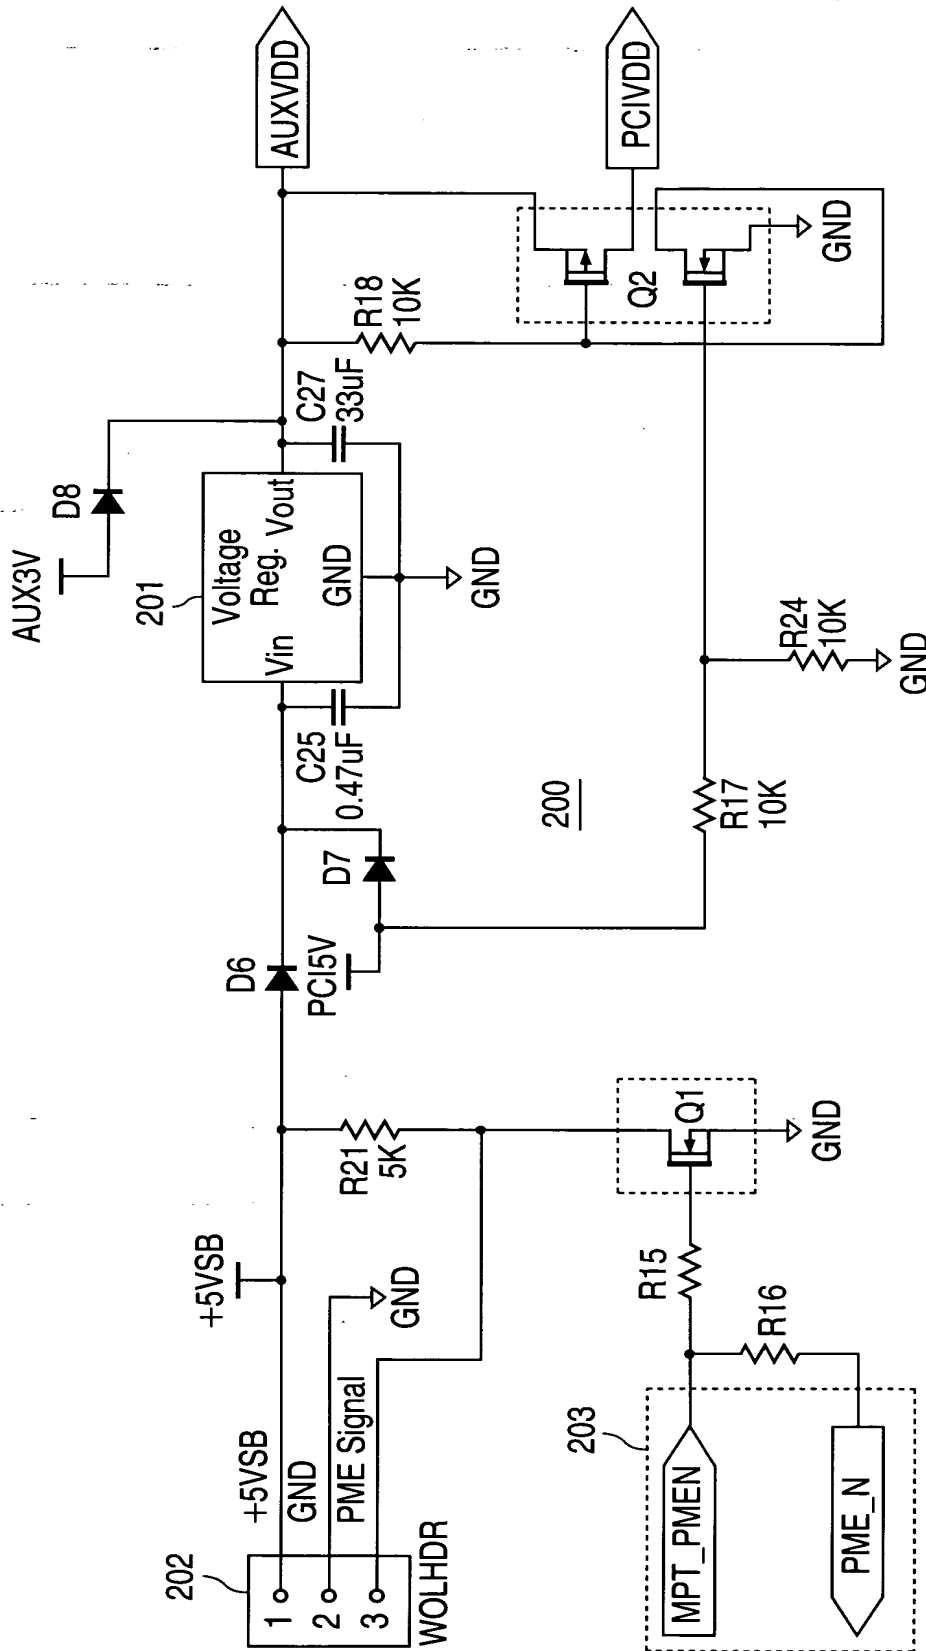 202
+5VSB
GND
PME Signal
1
2
3
WOLHDR
+5VSB
GND
R21
5K
D6
PCI5V
D7
C25
0.47uF
201
Voltage
Reg.
Vin
Vout
GND
GND
AUX3V
D8
C27
33uF
R18
10K
AUXVDD
PCIVDD
Q2
GND
200
R17
10K
R24
10K
GND
203
MPT_PMEN
PME_N
R15
R16
Q1
GND